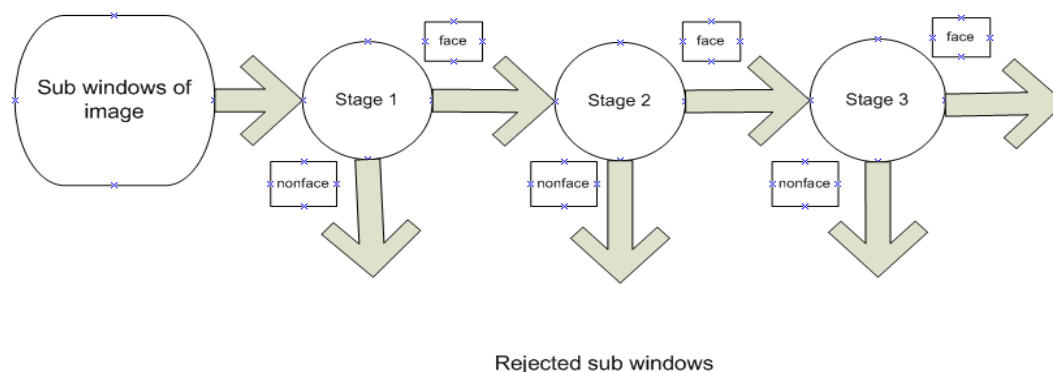 Sub windows of
image
Stage 1
face
nonface
Stage 2
face
nonface
Stage 3
face
nonface
Rejected sub windows